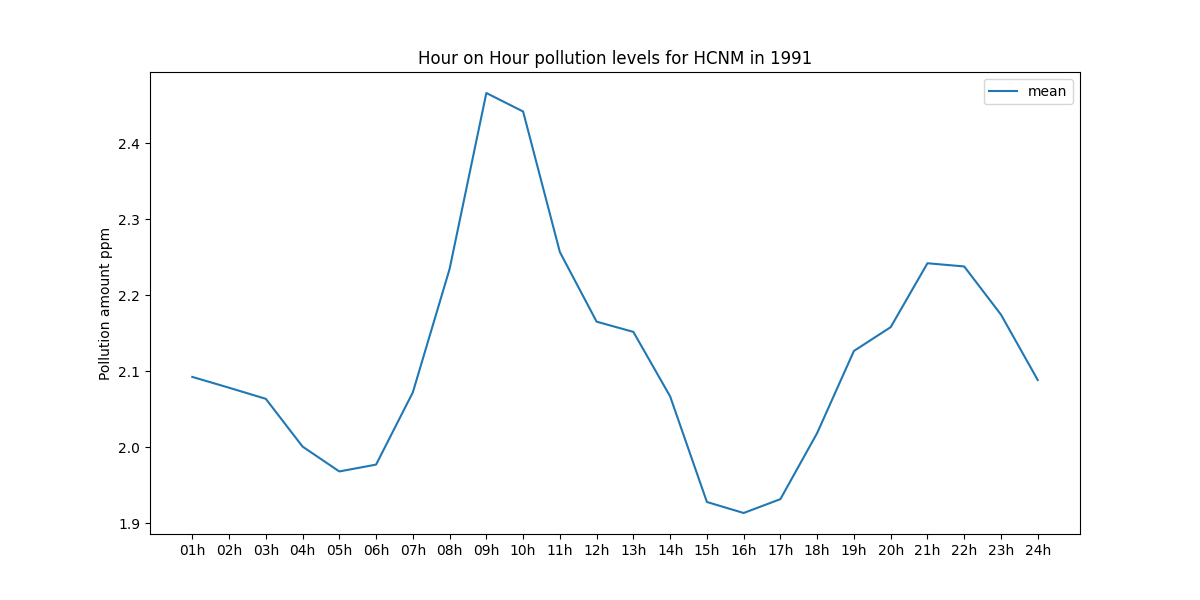 Hour on Hour pollution levels for HCNM in 1991
mean
Pollution amount ppm
2.4
2.3
2.2
2.1
2.0
1.9
01h 02h 03h 04h 05h 06h 07h 08h 09h 10h 11h 12h 13h 14h 15h 16h 17h 18h 19h 20h 21h 22h 23h 24h